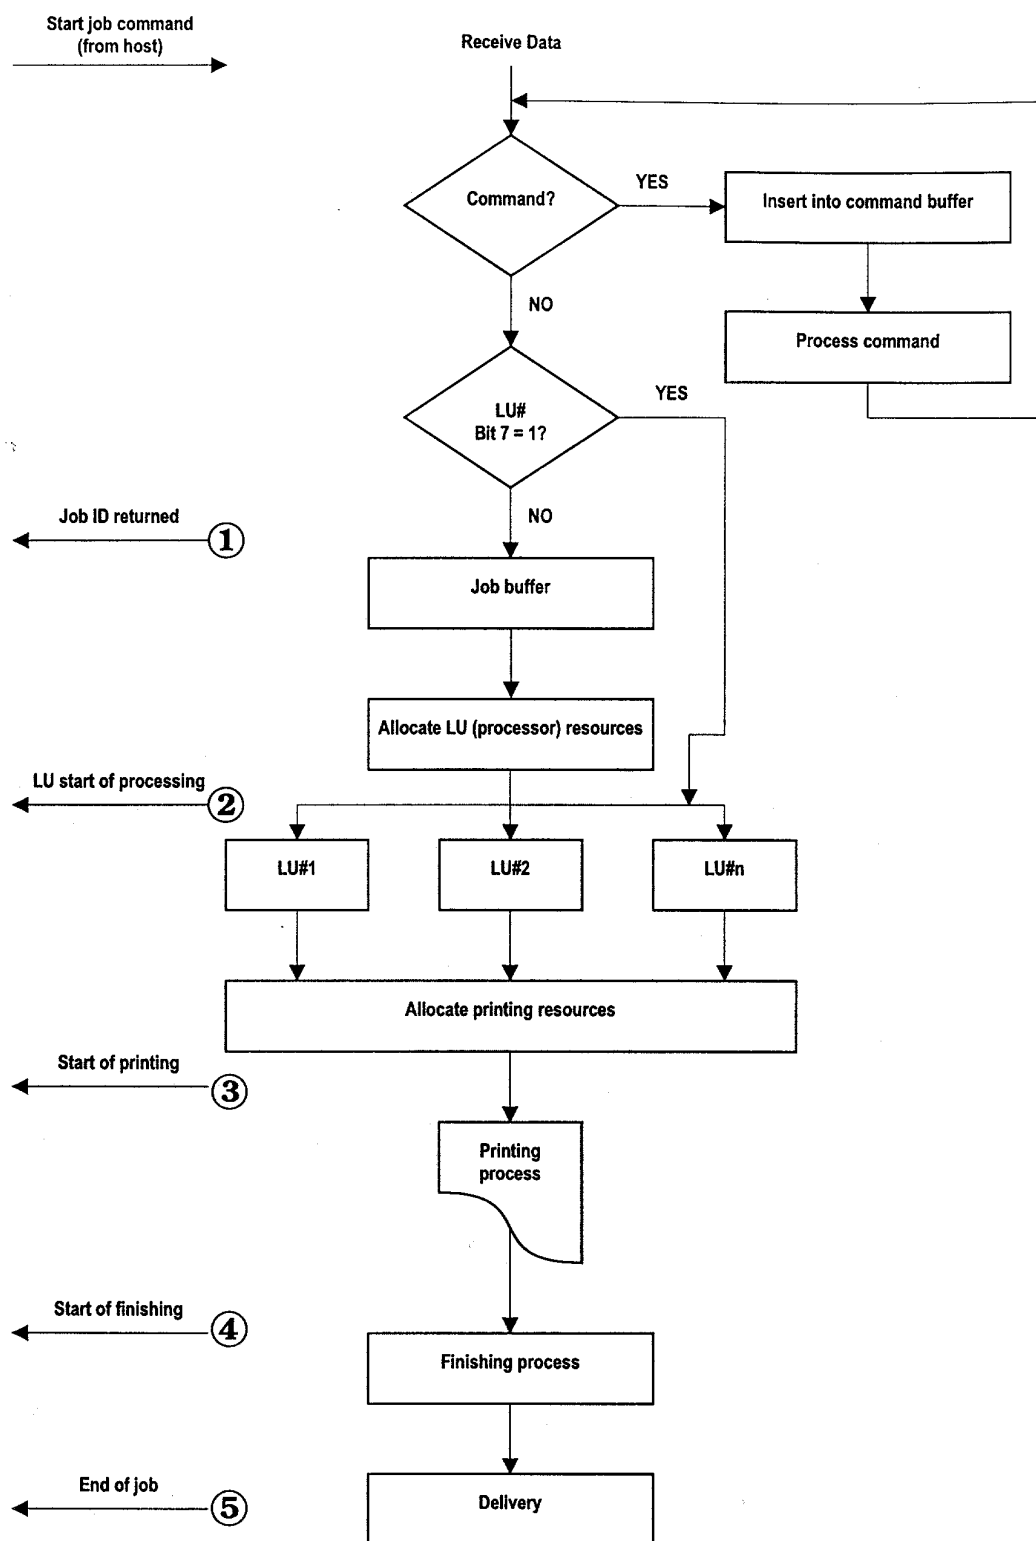 Start job command
(from host)
Receive Data
Command?
YES
Insert into command buffer
NO
Process command
LU#
Bit 7 = 1?
YES
NO
Job ID returned
1
Job buffer
Allocate LU (processor) resources
LU start of processing
2
LU#1
LU#2
LU#n
Allocate printing resources
Start of printing
3
Printing
process
Start of finishing
4
Finishing process
End of job
5
Delivery